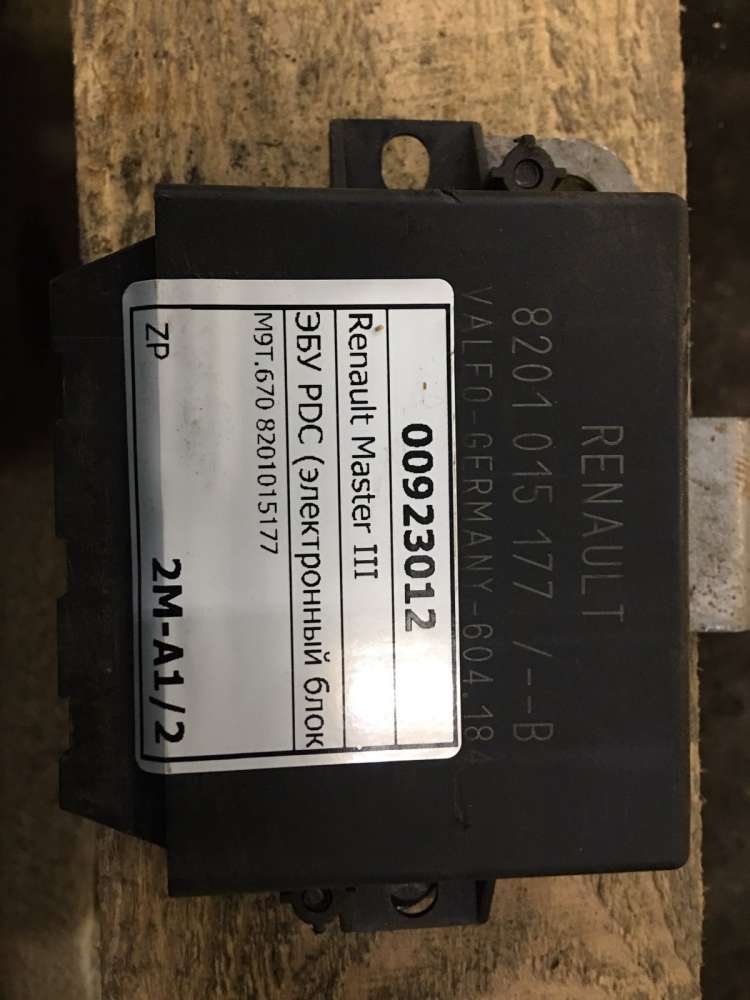 RENAULT
8201 015 177 /--B
VALEO-GERMANY-604.184
00923012
Renault Master III
ЭБУ PDC (электронный блок
M9T.670 8201015177
ZP 2M-A1/2